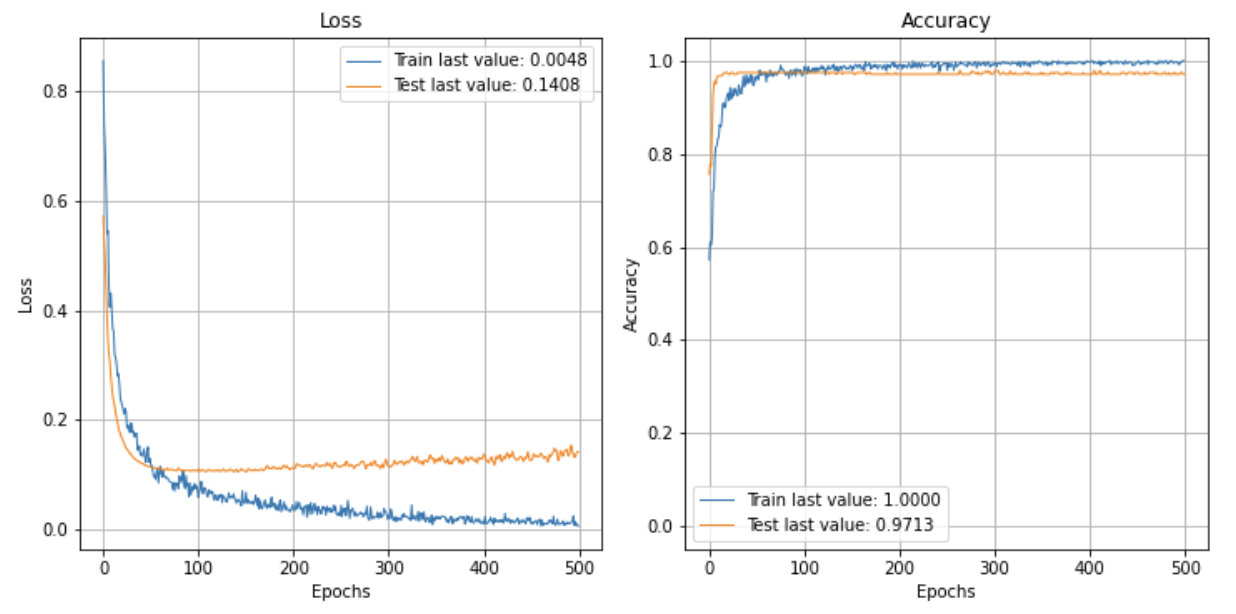 Loss
Train last value: 0.0048
Test last value: 0.1408
0.8
0.6
0.4
0.2
0.0
Loss
0 100 200 300 400 500
Epochs
Accuracy
1.0
0.8
0.6
0.4
0.2
0.0
Accuracy
Train last value: 1.0000
Test last value: 0.9713
0 100 200 300 400 500
Epochs